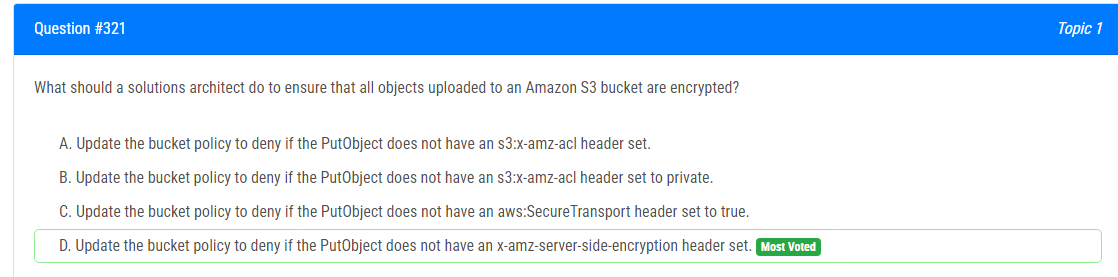 Question #321
Topic 1
What should a solutions architect do to ensure that all objects uploaded to an Amazon S3 bucket are encrypted?
A. Update the bucket policy to deny if the PutObject does not have an s3:x-amz-acl header set.
B. Update the bucket policy to deny if the PutObject does not have an s3:x-amz-acl header set to private.
C. Update the bucket policy to deny if the PutObject does not have an aws:SecureTransport header set to true.
D. Update the bucket policy to deny if the PutObject does not have an x-amz-server-side-encryption header set. Most Voted